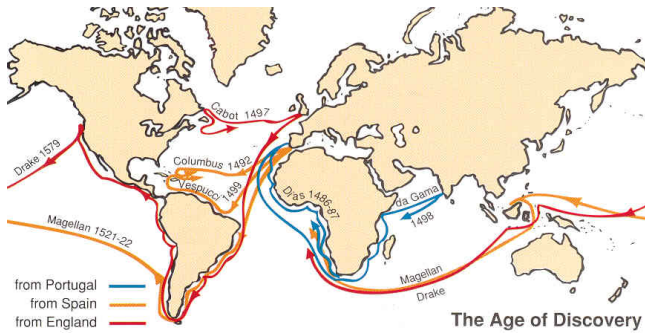 Cabot 1497
Drake 1579
Columbus 1492
Vespucci 1499
Dias 1486-87
da Gama
1498
Magellan 1521-22
Magellan
Drake
from Portugal
from Spain
from England
The Age of Discovery